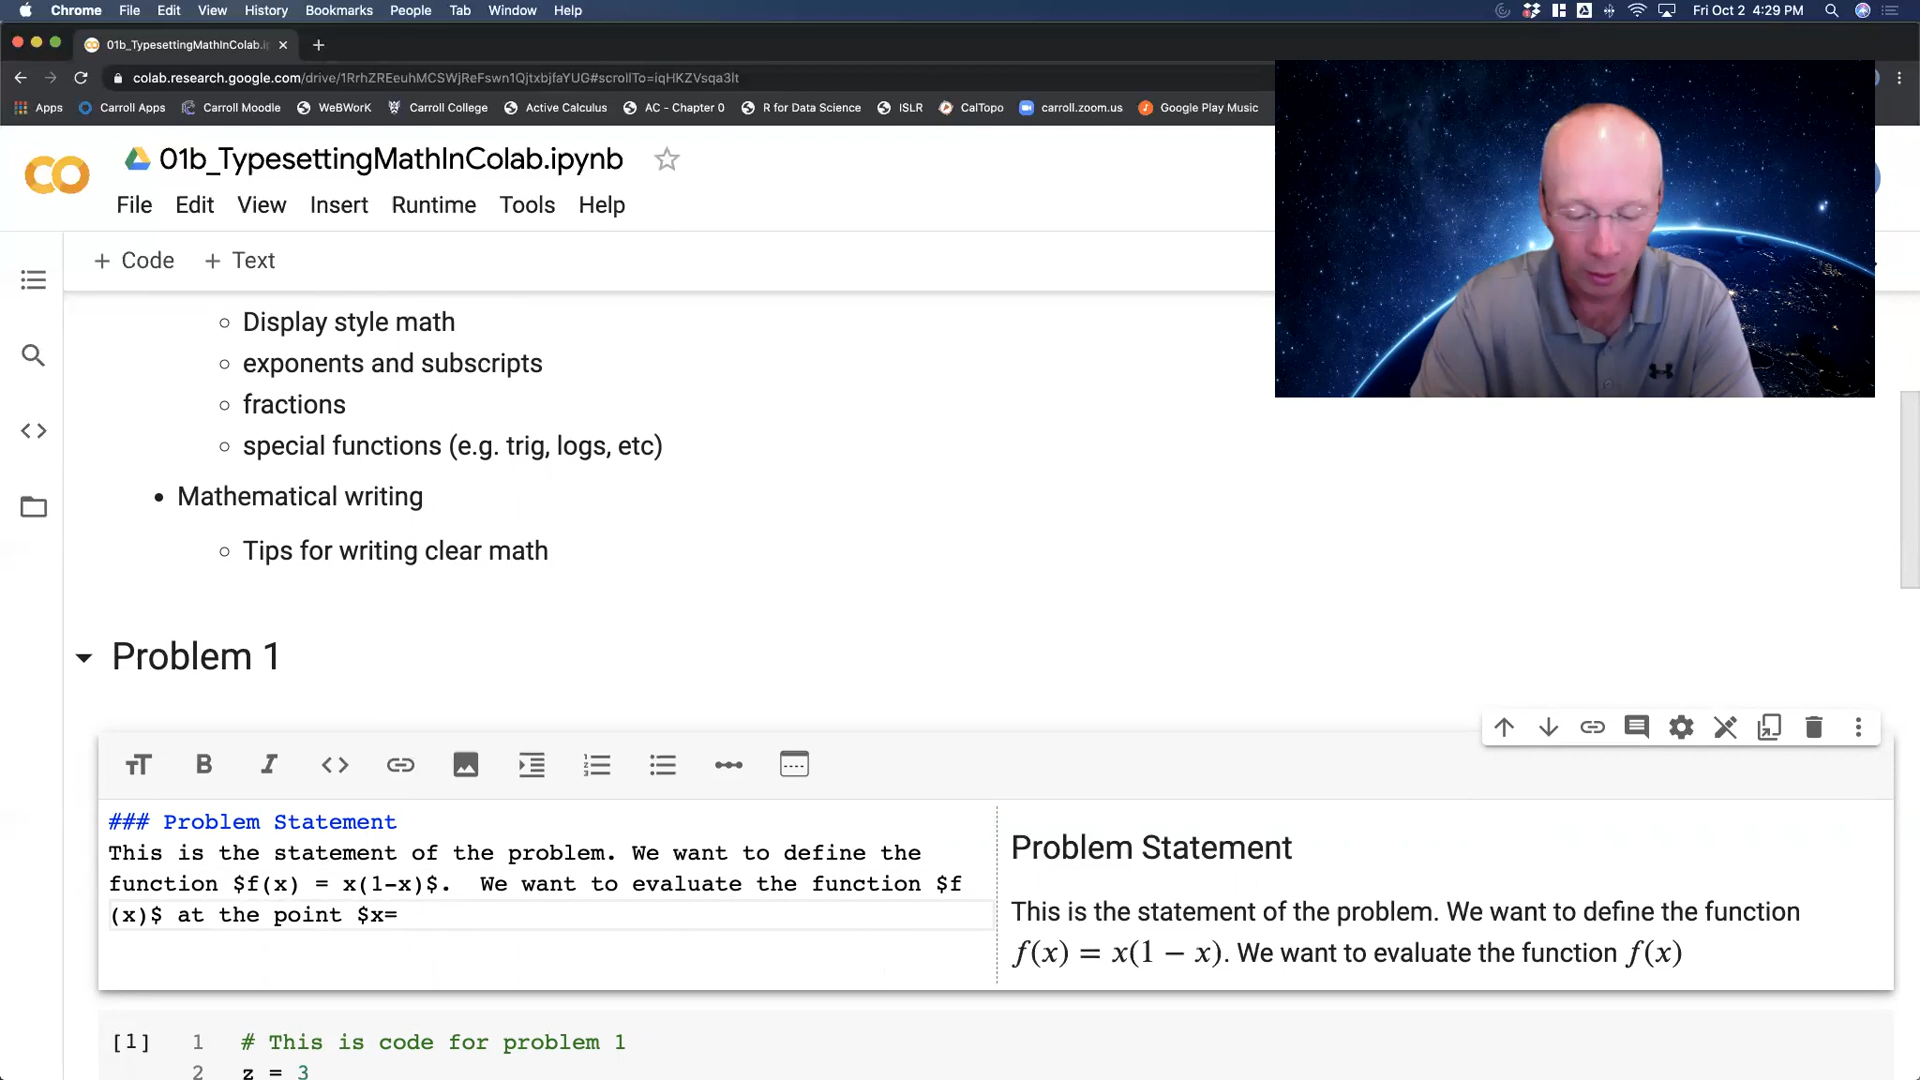 Chrome File Edit View History Bookmarks People Tab Window Help Fri Oct 2 4:29 PM
01b_TypesettingMathInColab.i
colab.research.google.com/drive/1RrhZREeuhMCSWjReFswn1QjtxbjfaYUG#scrollTo=iqHKZVsqa3lt
Apps Carroll Apps Carroll Moodle WeBWorK Carroll College Active Calculus AC - Chapter 0 R for Data Science ISLR CalTopo carroll.zoom.us Google Play Music
01b_TypesettingMathInColab.ipynb
File Edit View Insert Runtime Tools Help
+ Code + Text
Display style math
exponents and subscripts
fractions
special functions (e.g. trig, logs, etc)
Mathematical writing
Tips for writing clear math
Problem 1
### Problem Statement
This is the statement of the problem. We want to define the
function $f(x) = x(1-x)$.  We want to evaluate the function $f
(x)$ at the point $x=
Problem Statement
This is the statement of the problem. We want to define the function
f(x) = x(1 − x). We want to evaluate the function f(x)
[1] 1 # This is code for problem 1
2 z = 3